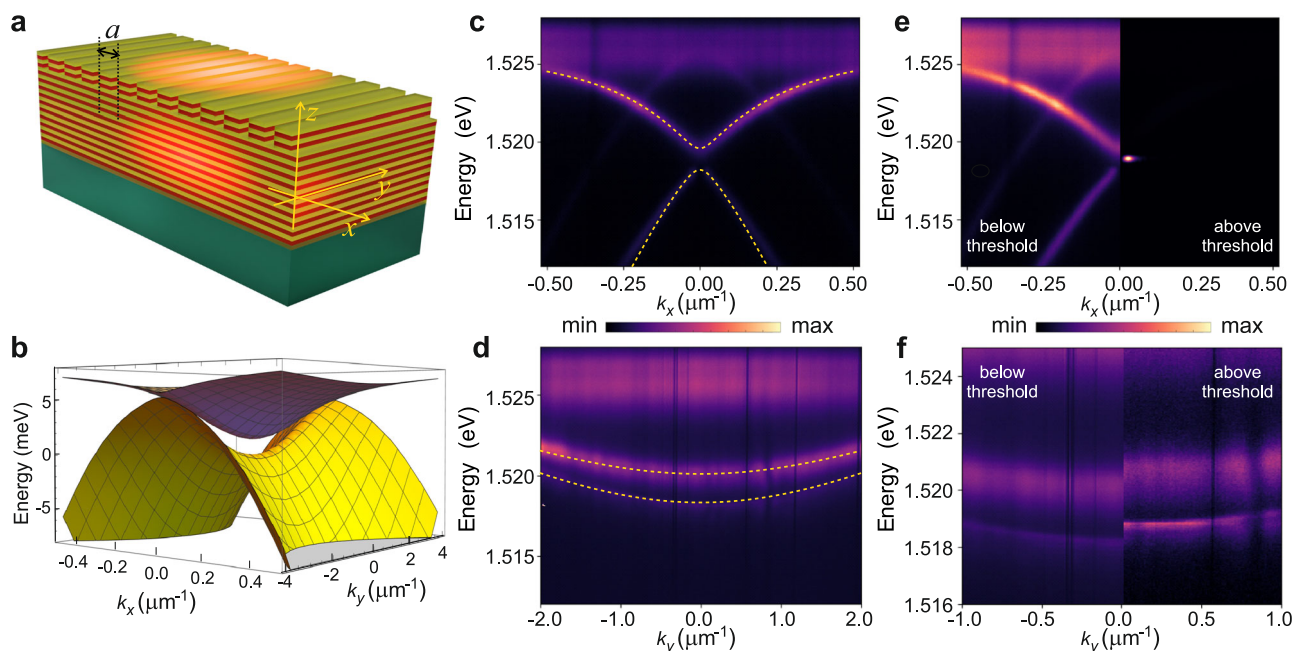 a
a
z
y
x
b
Energy (meV)
5
0
-5
-0.4
-0.2
0.0
0.2
0.4
kx (μm-1)
-4
-2
0
2
4
ky (μm-1)
c
Energy (eV)
1.525
1.520
1.515
-0.50
-0.25
0.00
0.25
0.50
kx (μm-1)
min
max
d
Energy (eV)
1.525
1.520
1.515
-2.0
-1.0
0.0
1.0
2.0
ky (μm-1)
e
Energy (eV)
1.525
1.520
1.515
below
threshold
above
threshold
-0.50
-0.25
0.00
0.25
0.50
kx (μm-1)
min
max
f
Energy (eV)
1.524
1.522
1.520
1.518
1.516
below
threshold
above
threshold
-1.0
-0.5
0.0
0.5
1.0
ky (μm-1)